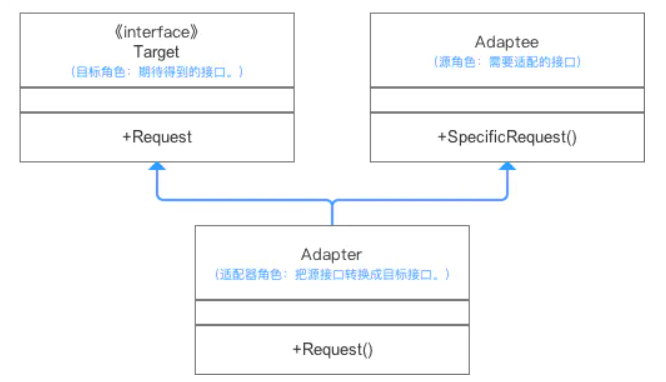 《interface》
Target
(目标角色：期待得到的接口。)
+Request
Adaptee
(源角色：需要适配的接口)
+SpecificRequest()
Adapter
(适配器角色：把源接口转换成目标接口。)
+Request()